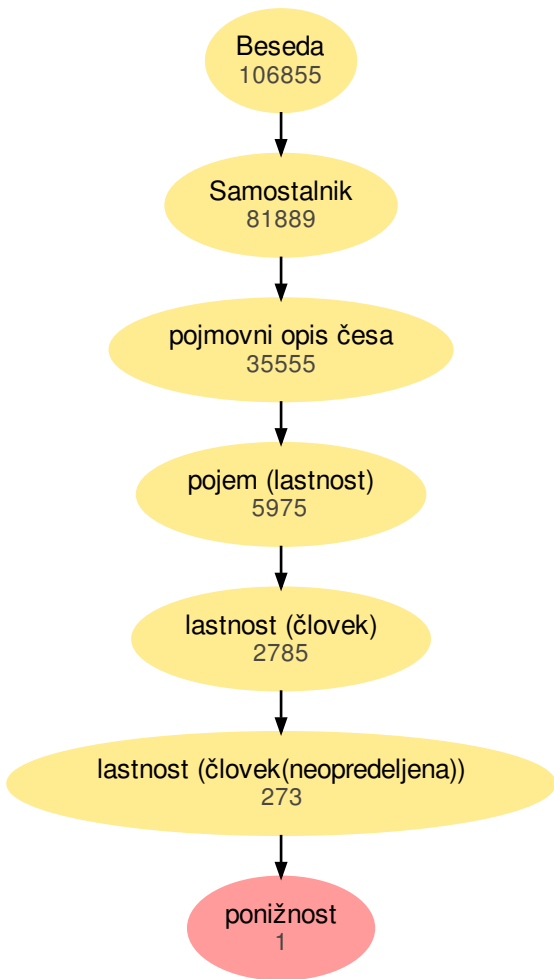 Beseda
106855
Samostalnik
81889
pojmovni opis česa
35555
pojem (lastnost)
5975
lastnost (človek)
2785
lastnost (človek(neopredeljena))
273
ponižnost
1